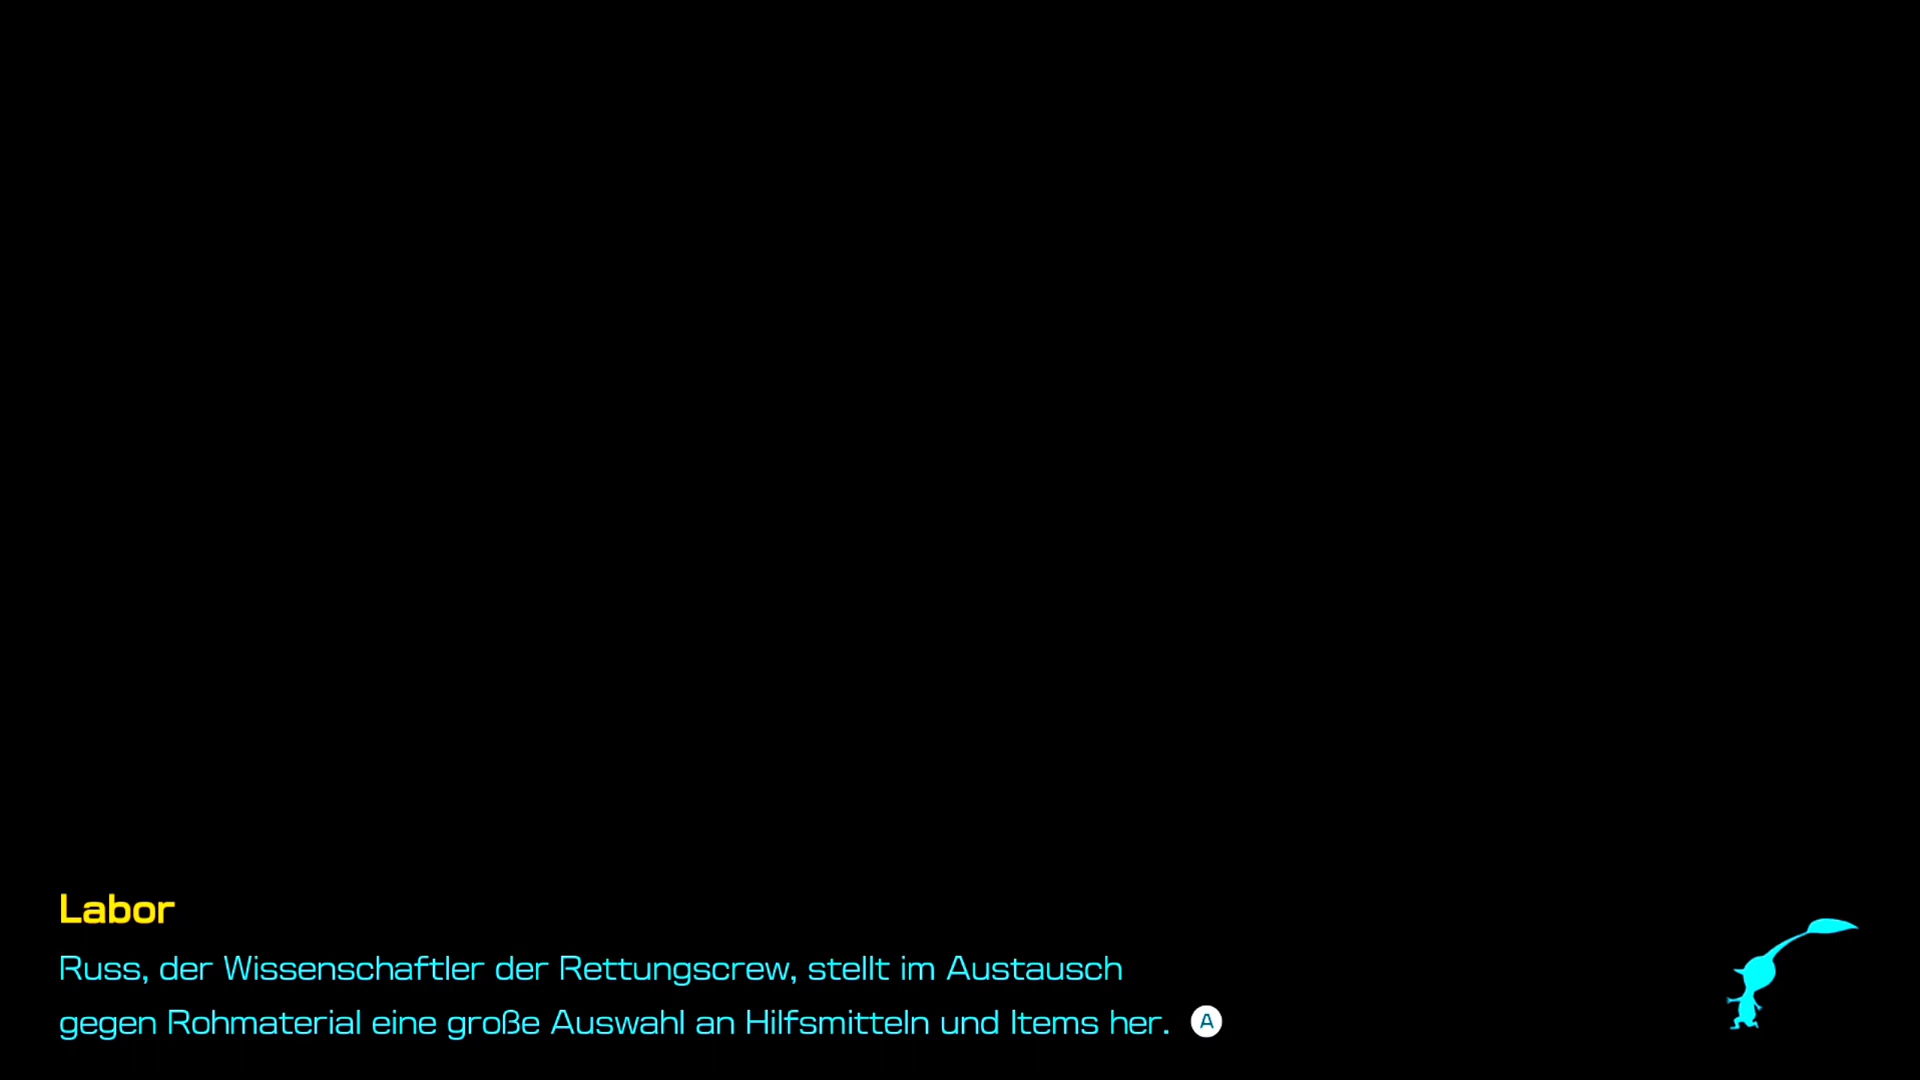 Labor
Russ, der Wissenschaftler der Rettungscrew, stellt im Austausch
gegen Rohmaterial eine große Auswahl an Hilfsmitteln und Items her. A